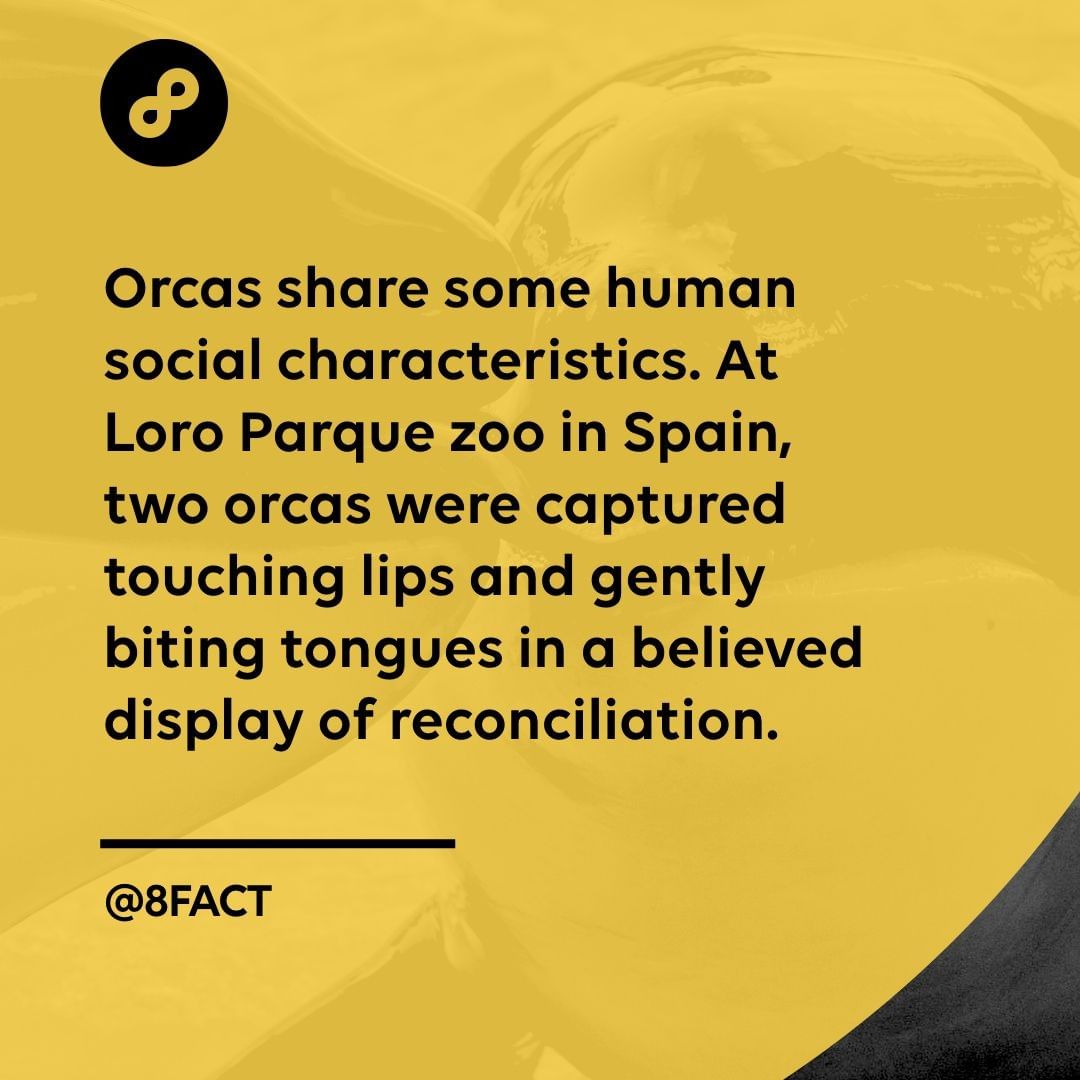 Orcas share some human
social characteristics. At
Loro Parque zoo in Spain,
two orcas were captured
touching lips and gently
biting tongues in a believed
display of reconciliation.
@8FACT